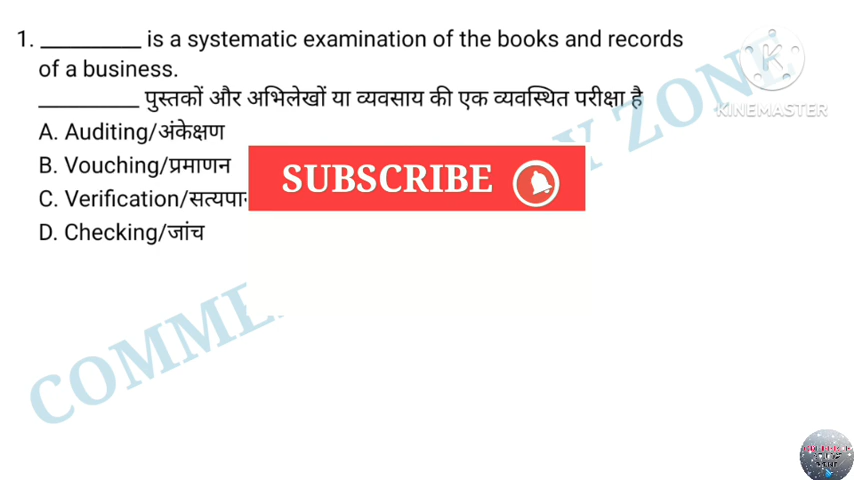 1. _________ is a systematic examination of the books and records
of a business.
_________ पुस्तकों और अभिलेखों या व्यवसाय की एक व्यवस्थित परीक्षा है
A. Auditing/अंकेक्षण
B. Vouching/प्रमाणन
C. Verification/
D. Checking/जांच
SUBSCRIBE
KINEMASTER
ZONE